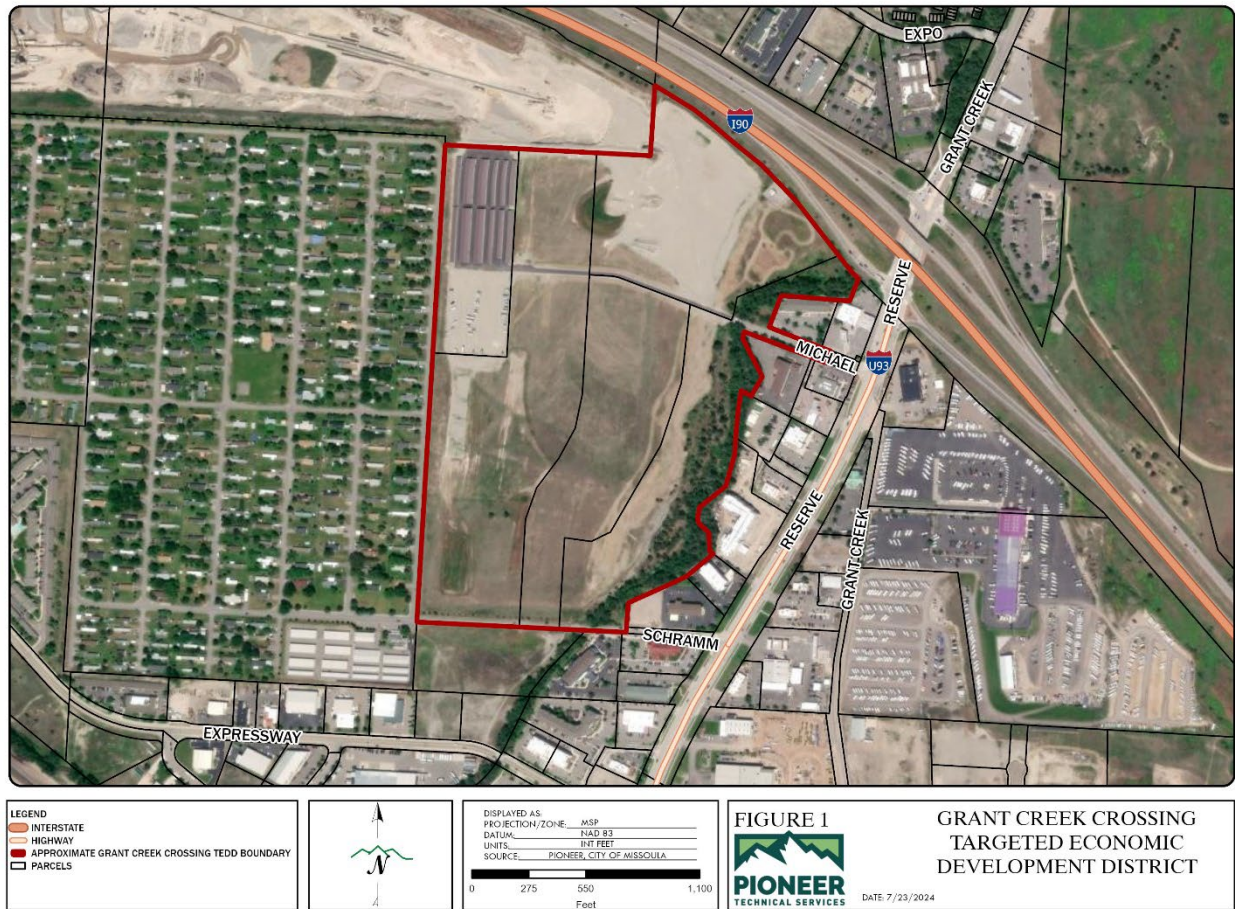 EXPO
GRANT CREEK
I90
RESERVE
MICHAEL
U93
RESERVE
GRANT CREEK
SCHRAMM
EXPRESSWAY
LEGEND
INTERSTATE
HIGHWAY
APPROXIMATE GRANT CREEK CROSSING TEDD BOUNDARY
PARCELS
N
DISPLAYED AS:
PROJECTION/ZONE: MSP
DATUM: NAD 83
UNITS: INT FEET
SOURCE: PIONEER, CITY OF MISSOULA
0 275 550 1,100
Feet
FIGURE 1
PIONEER
TECHNICAL SERVICES
GRANT CREEK CROSSING
TARGETED ECONOMIC
DEVELOPMENT DISTRICT
DATE: 7/23/2024